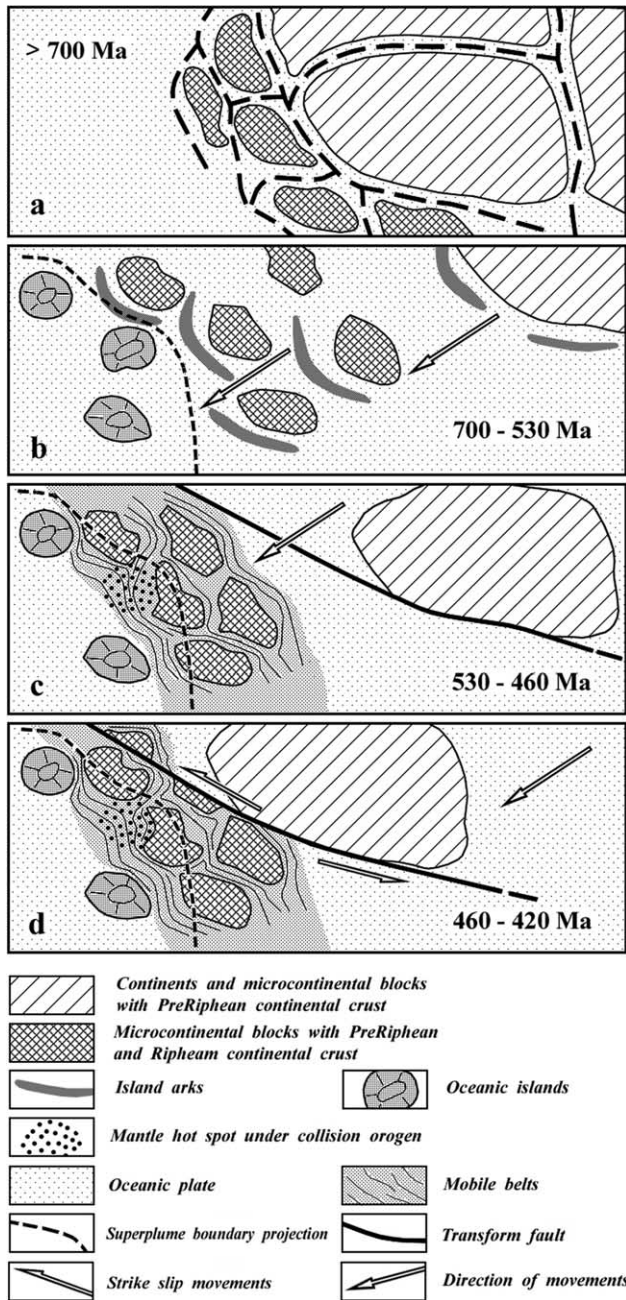 > 700 Ma
a
b
700 - 530 Ma
c
530 - 460 Ma
d
460 - 420 Ma
Continents and microcontinental blocks
with PreRiphean continental crust
Microcontinental blocks with PreRiphean
and Ripheam continental crust
Island arks
Oceanic islands
Mantle hot spot under collision orogen
Oceanic plate
Mobile belts
Superplume boundary projection
Transform fault
Strike slip movements
Direction of movements